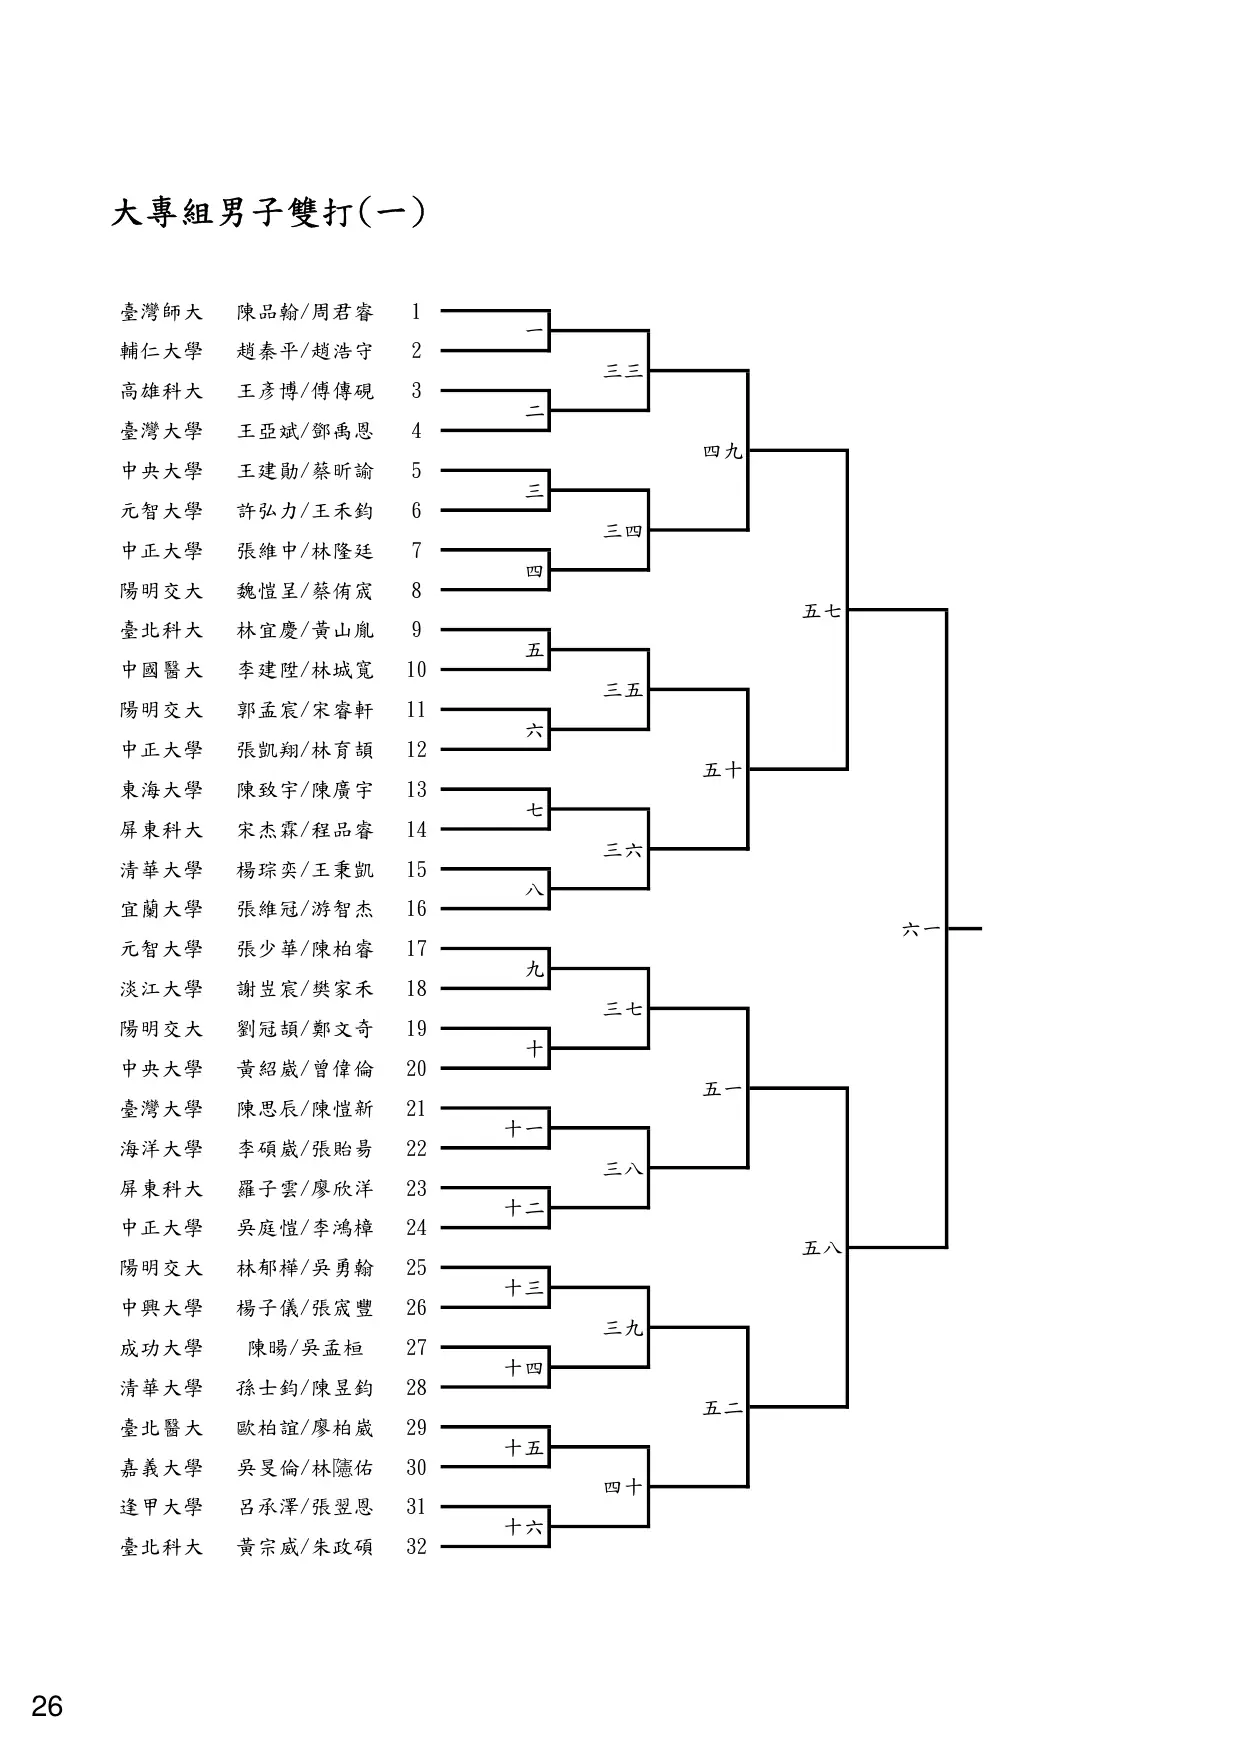 大專組男子雙打(一)
臺灣師大 陳品翰/周君睿 1
一
輔仁大學 趙秦平/趙浩守 2
三三
高雄科大 王彥博/傅傳硯 3
二
臺灣大學 王亞斌/鄧禹恩 4
四九
中央大學 王建勛/蔡昕諭 5
三
元智大學 許弘力/王禾鈞 6
三四
中正大學 張維中/林隆廷 7
四
陽明交大 魏愷呈/蔡侑宬 8
五七
臺北科大 林宜慶/黃山胤 9
五
中國醫大 李建陞/林城寬 10
三五
陽明交大 郭孟宸/宋睿軒 11
六
中正大學 張凱翔/林育頡 12
五十
東海大學 陳致宇/陳廣宇 13
七
屏東科大 宋杰霖/程品睿 14
三六
清華大學 楊琮奕/王秉凱 15
八
宜蘭大學 張維冠/游智杰 16
六一
元智大學 張少華/陳柏睿 17
九
淡江大學 謝豈宸/樊家禾 18
三七
陽明交大 劉冠頡/鄭文奇 19
十
中央大學 黃紹崴/曾偉倫 20
五一
臺灣大學 陳思辰/陳愷新 21
十一
海洋大學 李碩崴/張貽昜 22
三八
屏東科大 羅子雲/廖欣洋 23
十二
中正大學 吳庭愷/李鴻樟 24
五八
陽明交大 林郁樺/吳勇翰 25
十三
中興大學 楊子儀/張宬豐 26
三九
成功大學 陳暘/吳孟桓 27
十四
清華大學 孫士鈞/陳昱鈞 28
五二
臺北醫大 歐柏誼/廖柏崴 29
十五
嘉義大學 吳旻倫/林隱佑 30
四十
逢甲大學 呂承澤/張翌恩 31
十六
臺北科大 黃宗威/朱政碩 32
26